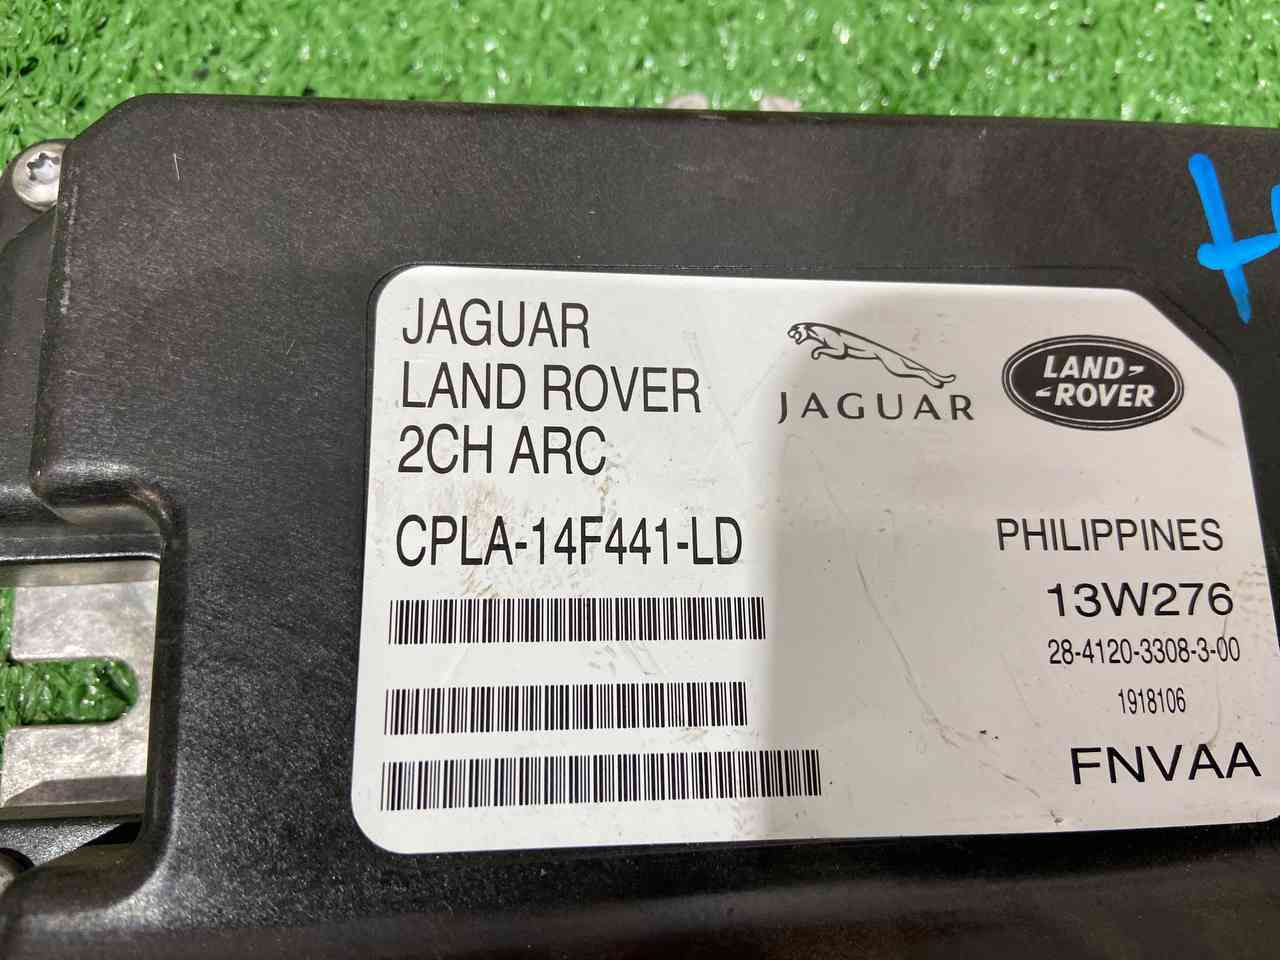 JAGUAR
LAND ROVER
2CH ARC
CPLA-14F441-LD
JAGUAR
LAND-
-ROVER
PHILIPPINES
13W276
28-4120-3308-3-00
1918106
FNVAA